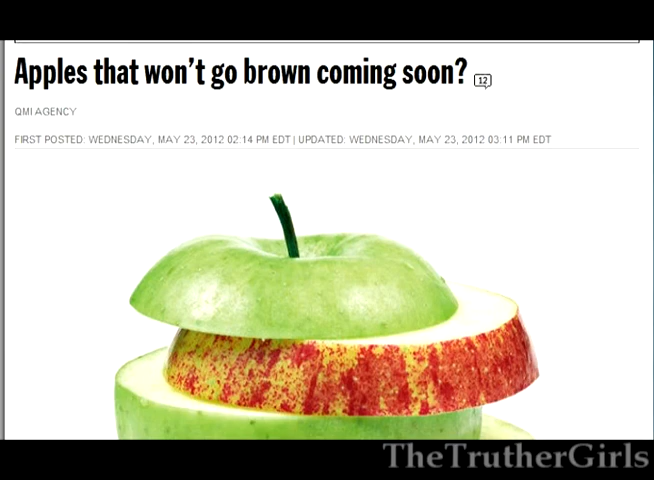 Apples that won't go brown coming soon? 12
QMI AGENCY
FIRST POSTED: WEDNESDAY, MAY 23, 2012 02:14 PM EDT | UPDATED: WEDNESDAY, MAY 23, 2012 03:11 PM EDT
TheTrutherGirls